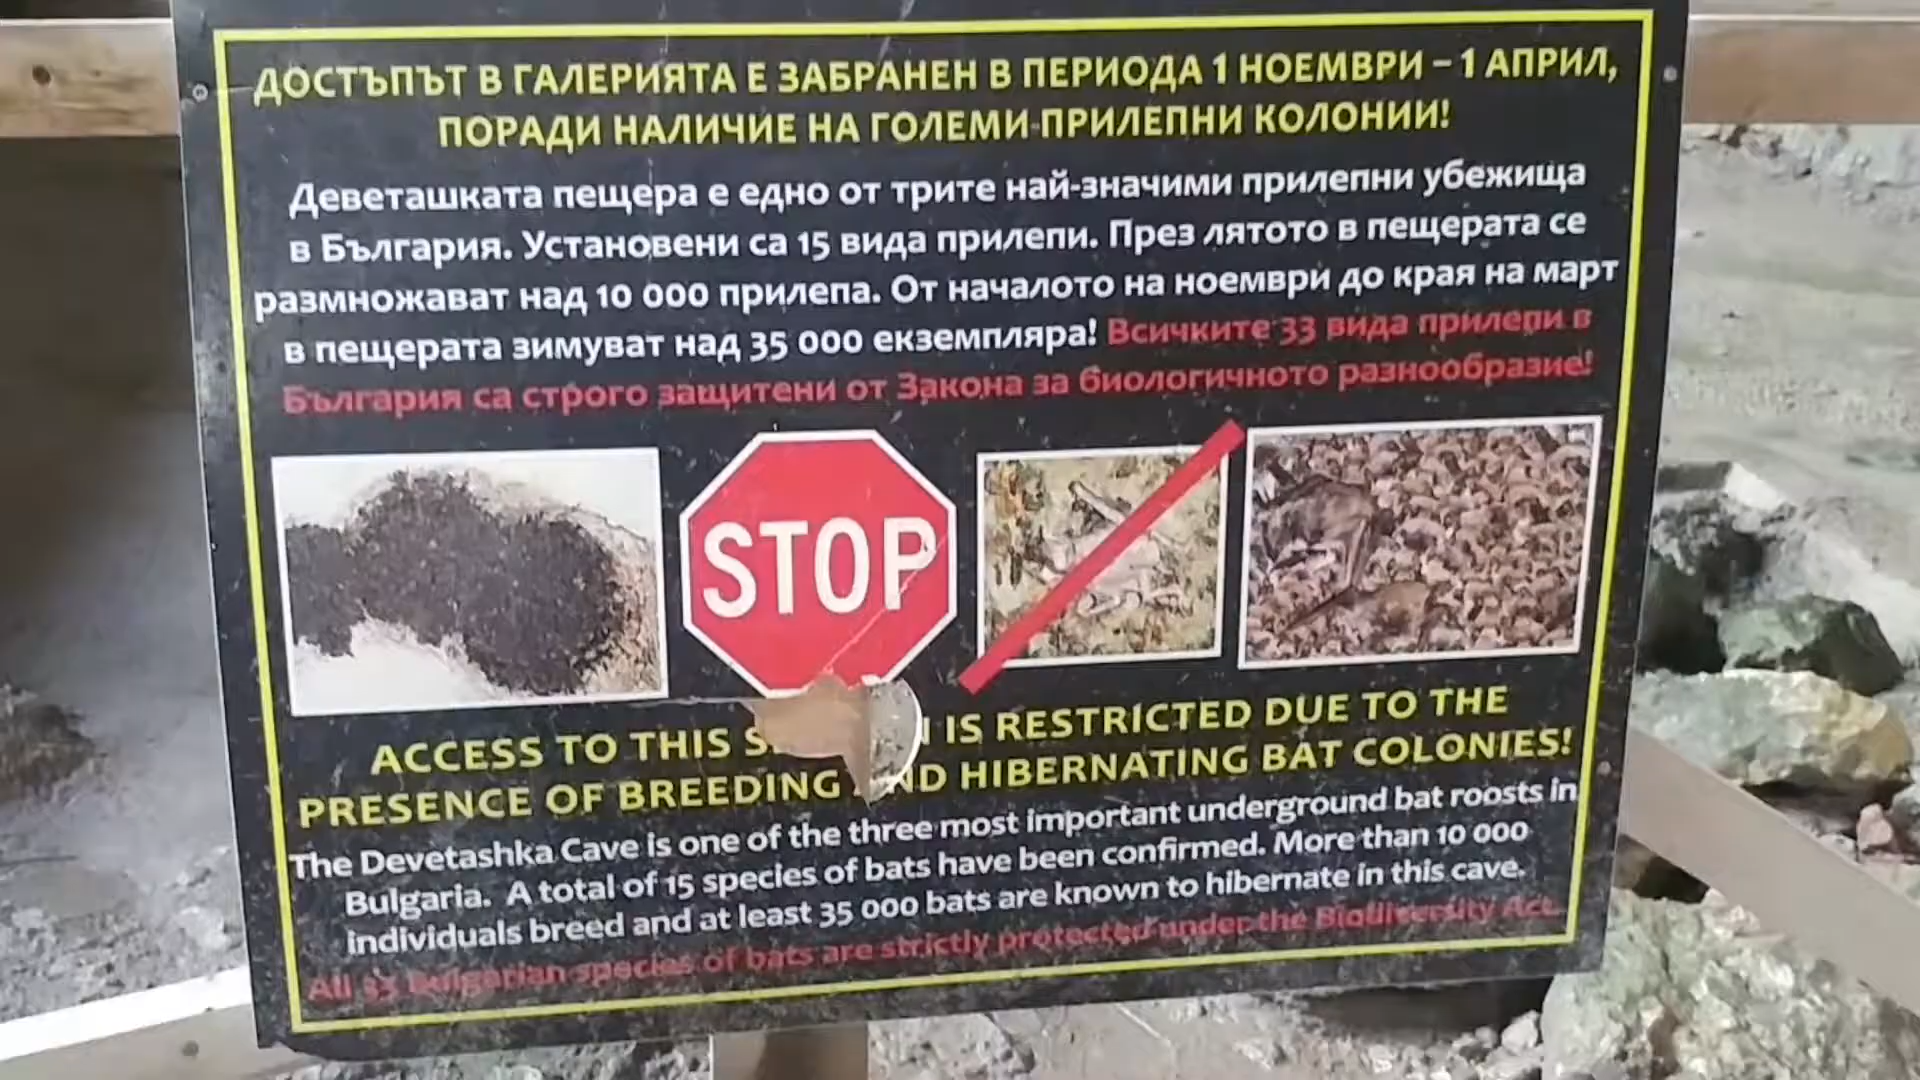 ДОСТЪПЪТ В ГАЛЕРИЯТА Е ЗАБРАНЕН В ПЕРИОДА 1 НОЕМВРИ – 1 АПРИЛ,
ПОРАДИ НАЛИЧИЕ НА ГОЛЕМИ ПРИЛЕПНИ КОЛОНИИ!
Деветашката пещера е едно от трите най-значими прилепни убежища
в България. Установени са 15 вида прилепи. През лятото в пещерата се
размножават над 10 000 прилепа. От началото на ноември до края на март
в пещерата зимуват над 35 000 екземпляра! Всичките 33 вида прилепи в
България са строго защитени от Закона за биологичното разнообразие!
STOP
ACCESS TO THIS IS RESTRICTED DUE TO THE
PRESENCE OF BREEDING AND HIBERNATING BAT COLONIES!
The Devetashka Cave is one of the three most important underground bat roosts in
Bulgaria. A total of 15 species of bats have been confirmed. More than 10 000
individuals breed and at least 35 000 bats are known to hibernate in this cave.
All 33 Bulgarian species of bats are strictly protected under the Biodiversity Act.